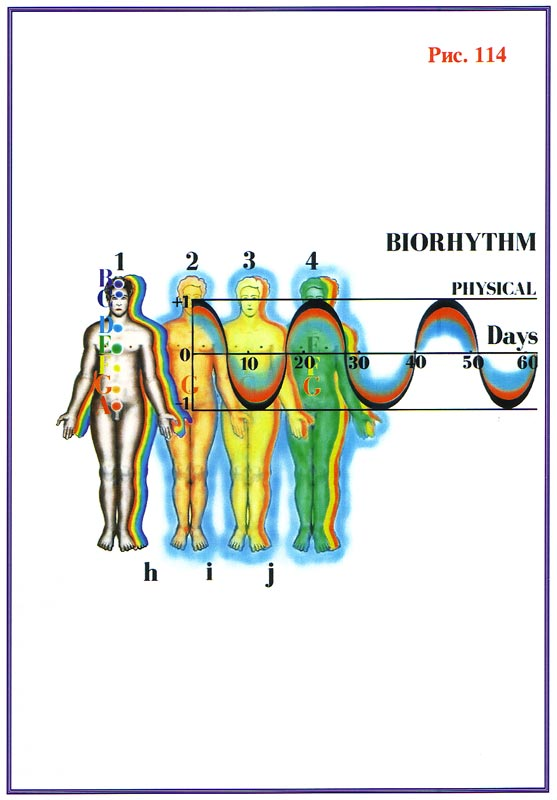 Рис. 114
BIORHYTHM
1 2 3 4
PHYSICAL
+1
Days
0
10 20 30 40 50 60
-1
B
C
D
E
F
G
A
G
E
F
G
h i j